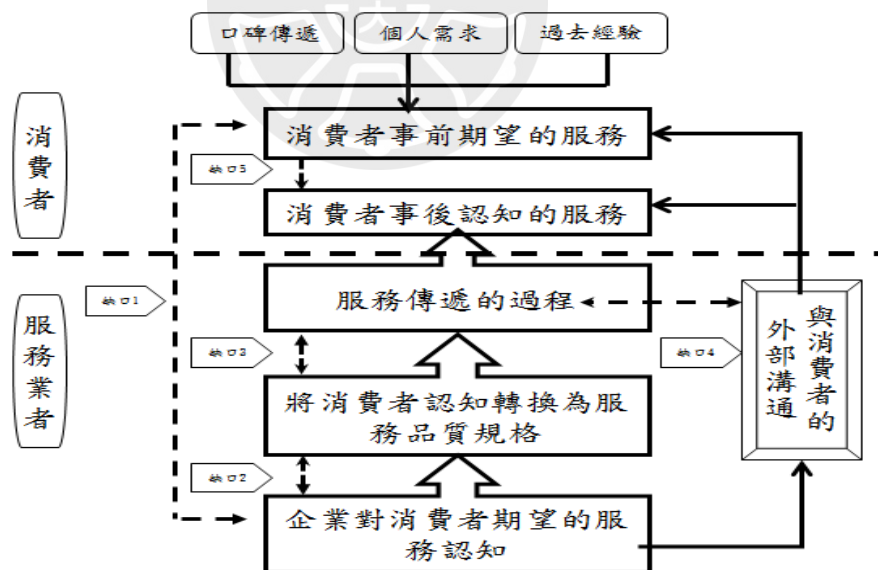 口碑傳遞
個人需求
過去經驗
消費者
消費者事前期望的服務
缺口5
消費者事後認知的服務
服務業者
缺口1
服務傳遞的過程
缺口3
缺口4
與消費者的
外部溝通
將消費者認知轉換為服
務品質規格
缺口2
企業對消費者期望的服
務認知